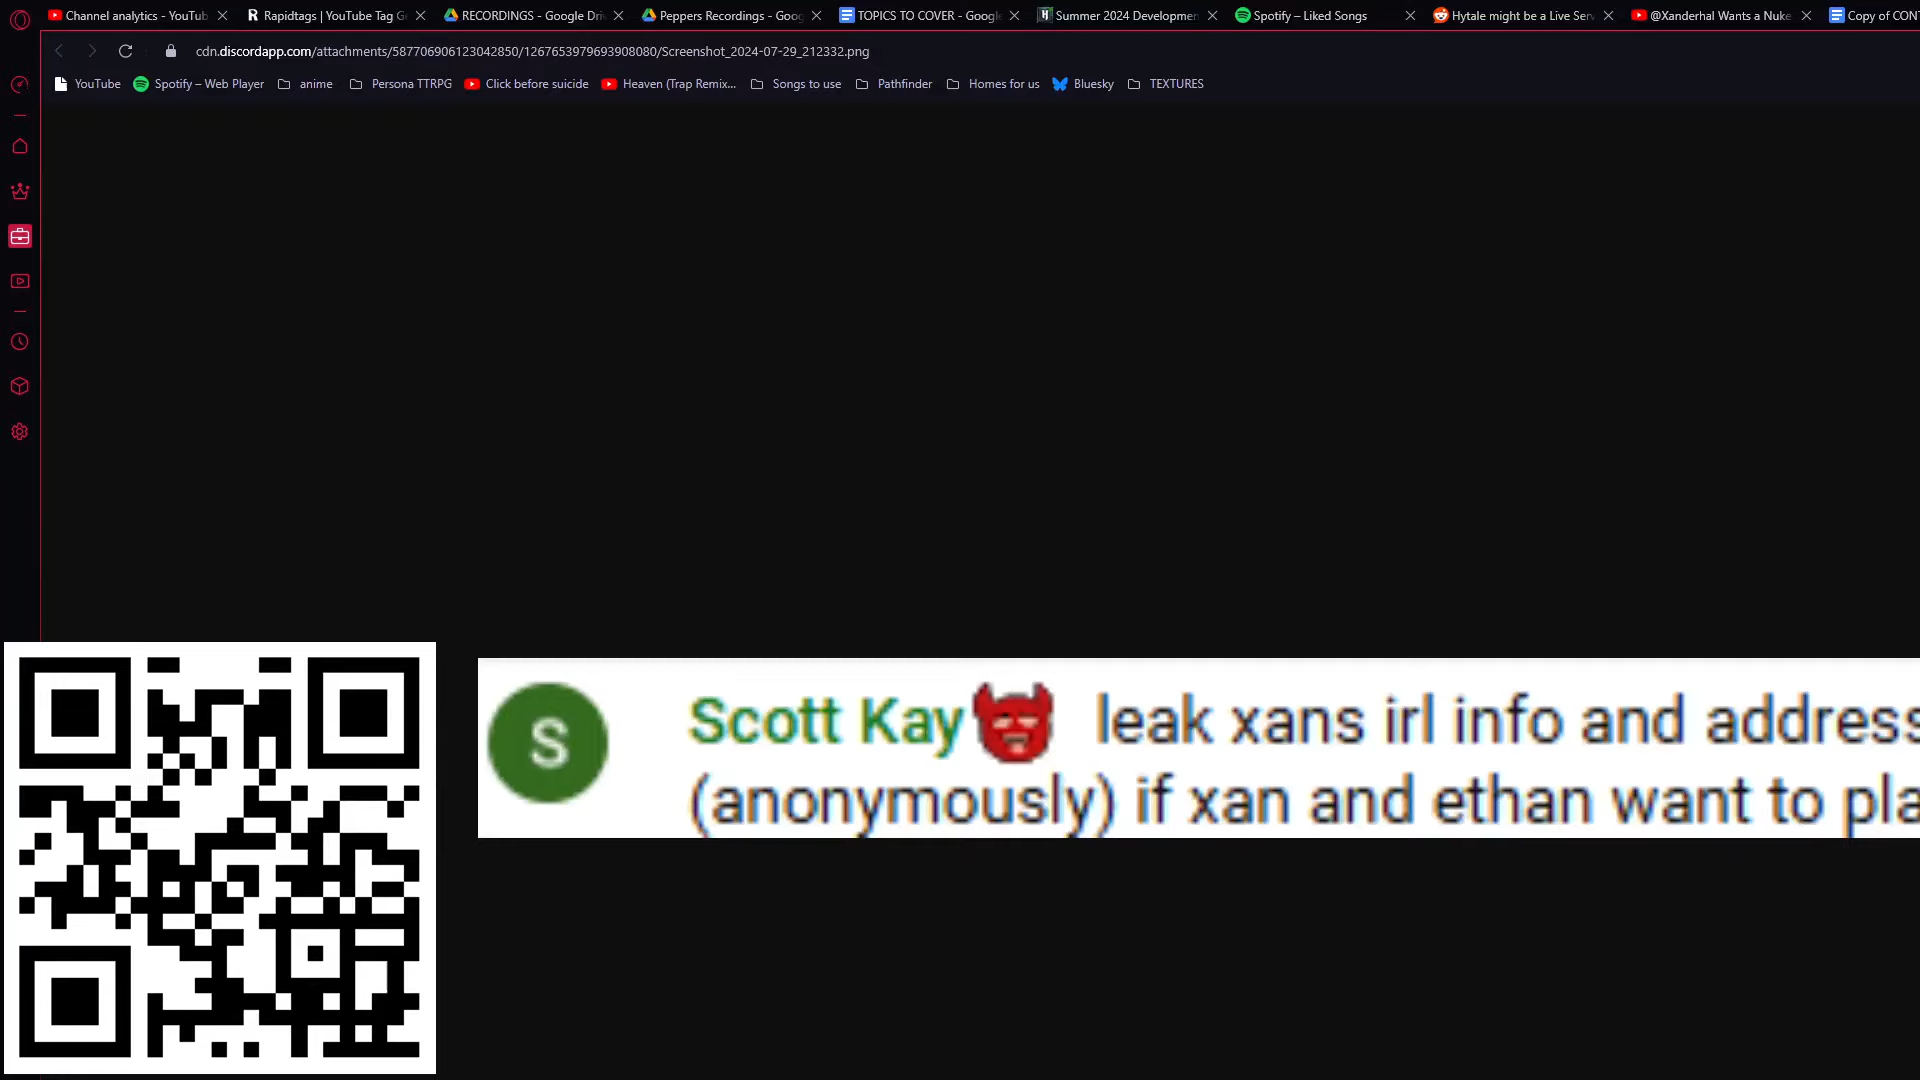 Channel analytics - YouTub
Rapidtags | YouTube Tag Ge
RECORDINGS - Google Driv
Peppers Recordings - Goog
TOPICS TO COVER - Google
Summer 2024 Developmen
Spotify – Liked Songs
Hytale might be a Live Serv
@Xanderhal Wants a Nuke
Copy of CONT
cdn.discordapp.com/attachments/587706906123042850/1267653979693908080/Screenshot_2024-07-29_212332.png
YouTube
Spotify – Web Player
anime
Persona TTRPG
Click before suicide
Heaven (Trap Remix...
Songs to use
Pathfinder
Homes for us
Bluesky
TEXTURES
S
Scott Kay leak xans irl info and address
(anonymously) if xan and ethan want to pla